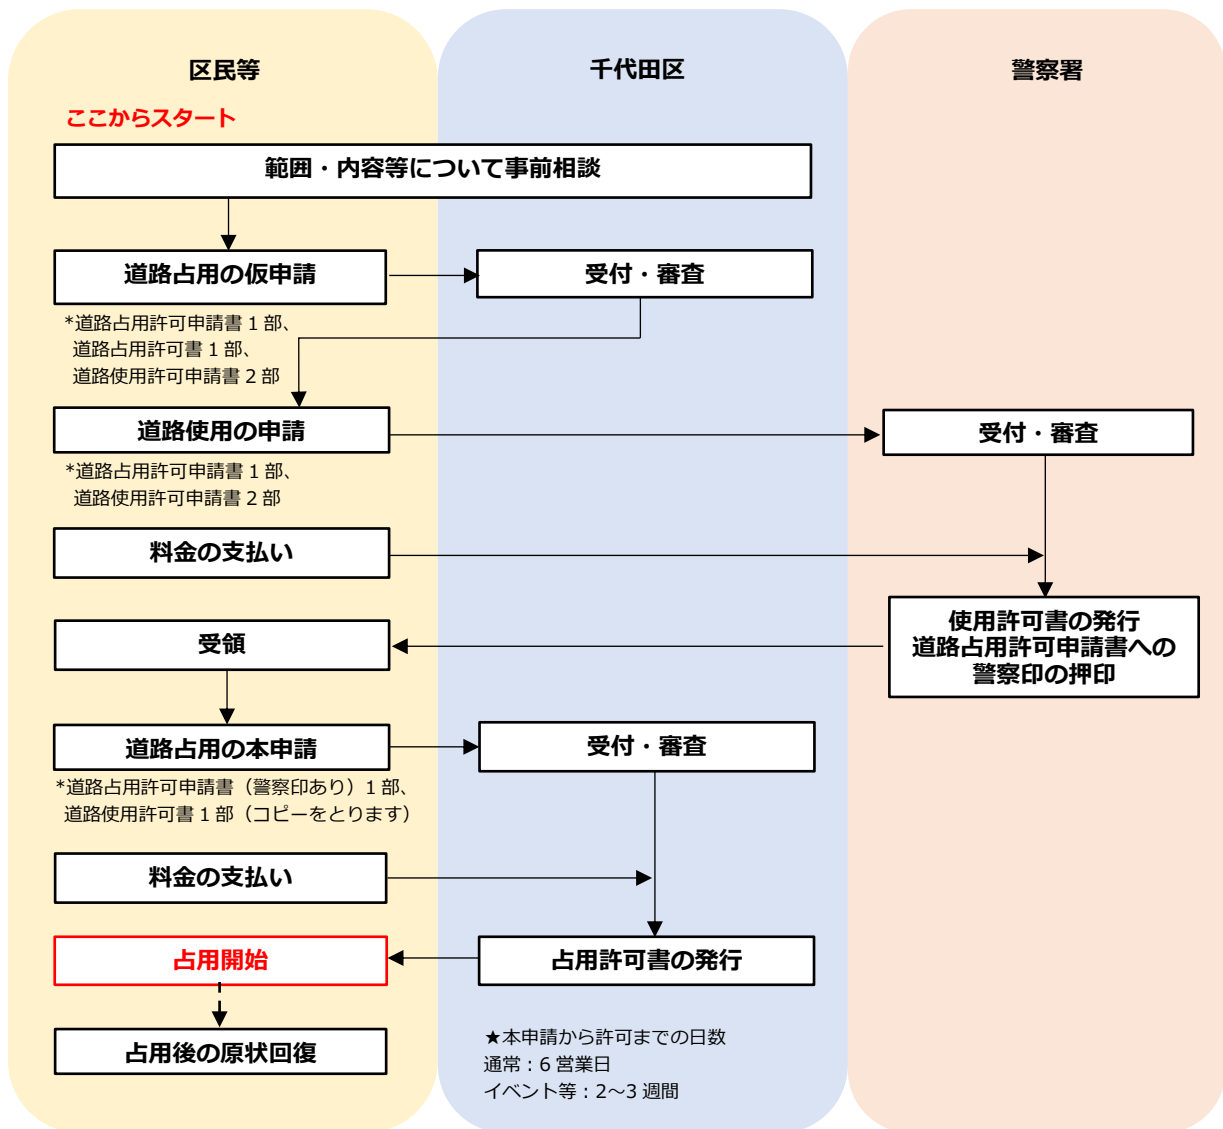 区民等
千代田区
警察署
ここからスタート
範囲・内容等について事前相談
道路占用の仮申請
受付・審査
*道路占用許可申請書1部、
道路占用許可書1部、
道路使用許可申請書2部
道路使用の申請
受付・審査
*道路占用許可申請書1部、
道路使用許可申請書2部
料金の支払い
使用許可書の発行
道路占用許可申請書への
警察印の押印
受領
道路占用の本申請
受付・審査
*道路占用許可申請書（警察印あり）1部、
道路使用許可書1部（コピーをとります）
料金の支払い
占用開始
占用許可書の発行
占用後の原状回復
★本申請から許可までの日数
通常：6営業日
イベント等：2～3週間